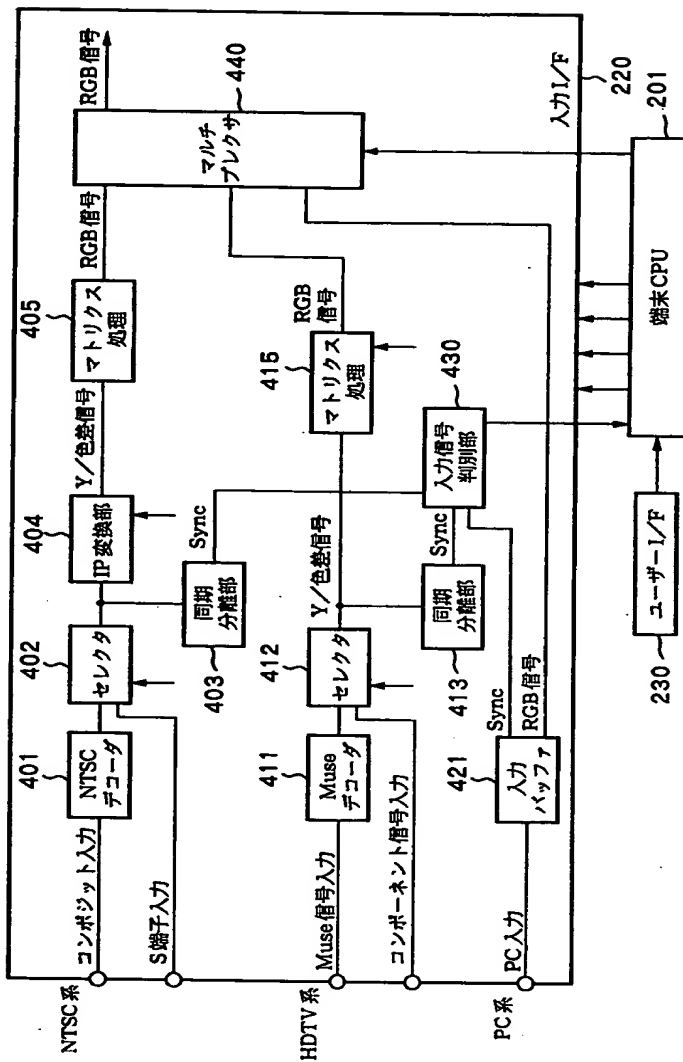 NTSC系
コンポジット入力
401
NTSC
デコーダ
S端子入力
402
セレクタ
404
IP変換部
Y/色差信号
405
マトリクス
処理
RGB信号
RGB信号
マルチ
プレクサ
440
Sync
同期
分離部
403
HDTV系
Muse信号入力
411
Muse
デコーダ
コンポーネント信号入力
412
セレクタ
Y/色差信号
415
マトリクス
処理
RGB
信号
Sync
同期
分離部
413
430
入力信号
判別部
PC系
PC入力
421
入力
バッファ
Sync
RGB信号
入力I/F
220
201
端末CPU
ユーザーI/F
230